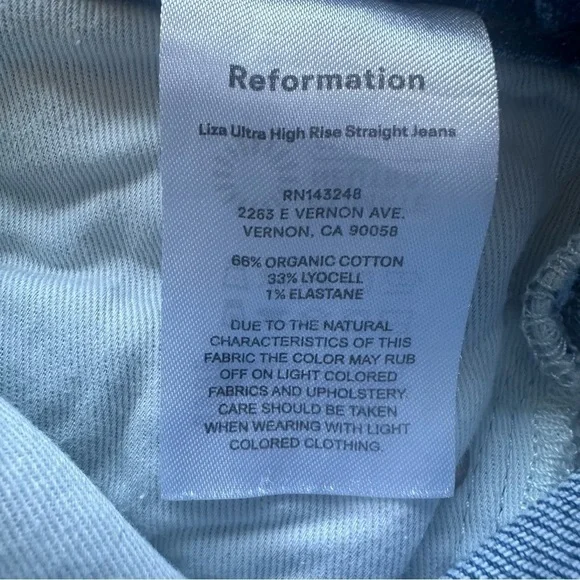 Reformation
Liza Ultra High Rise Straight Jeans
RN143248
2263 E VERNON AVE.
VERNON, CA 90058
66% ORGANIC COTTON
33% LYOCELL
1% ELASTANE
DUE TO THE NATURAL
CHARACTERISTICS OF THIS
FABRIC THE COLOR MAY RUB
OFF ON LIGHT COLORED
FABRICS AND UPHOLSTERY.
CARE SHOULD BE TAKEN
WHEN WEARING WITH LIGHT
COLORED CLOTHING.